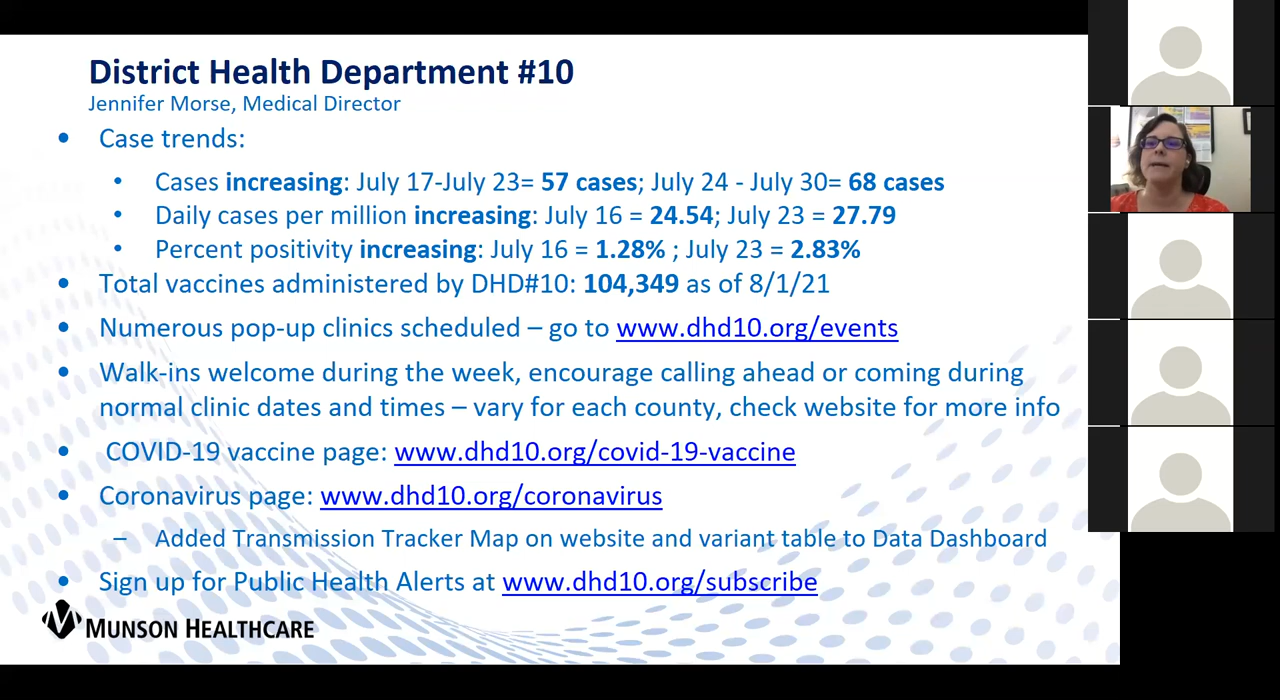 District Health Department #10
Jennifer Morse, Medical Director
• Case trends:
• Cases increasing: July 17-July 23= 57 cases; July 24 - July 30= 68 cases
• Daily cases per million increasing: July 16 = 24.54; July 23 = 27.79
• Percent positivity increasing: July 16 = 1.28% ; July 23 = 2.83%
• Total vaccines administered by DHD#10: 104,349 as of 8/1/21
• Numerous pop-up clinics scheduled – go to www.dhd10.org/events
• Walk-ins welcome during the week, encourage calling ahead or coming during
normal clinic dates and times – vary for each county, check website for more info
• COVID-19 vaccine page: www.dhd10.org/covid-19-vaccine
• Coronavirus page: www.dhd10.org/coronavirus
– Added Transmission Tracker Map on website and variant table to Data Dashboard
• Sign up for Public Health Alerts at www.dhd10.org/subscribe
MUNSON HEALTHCARE